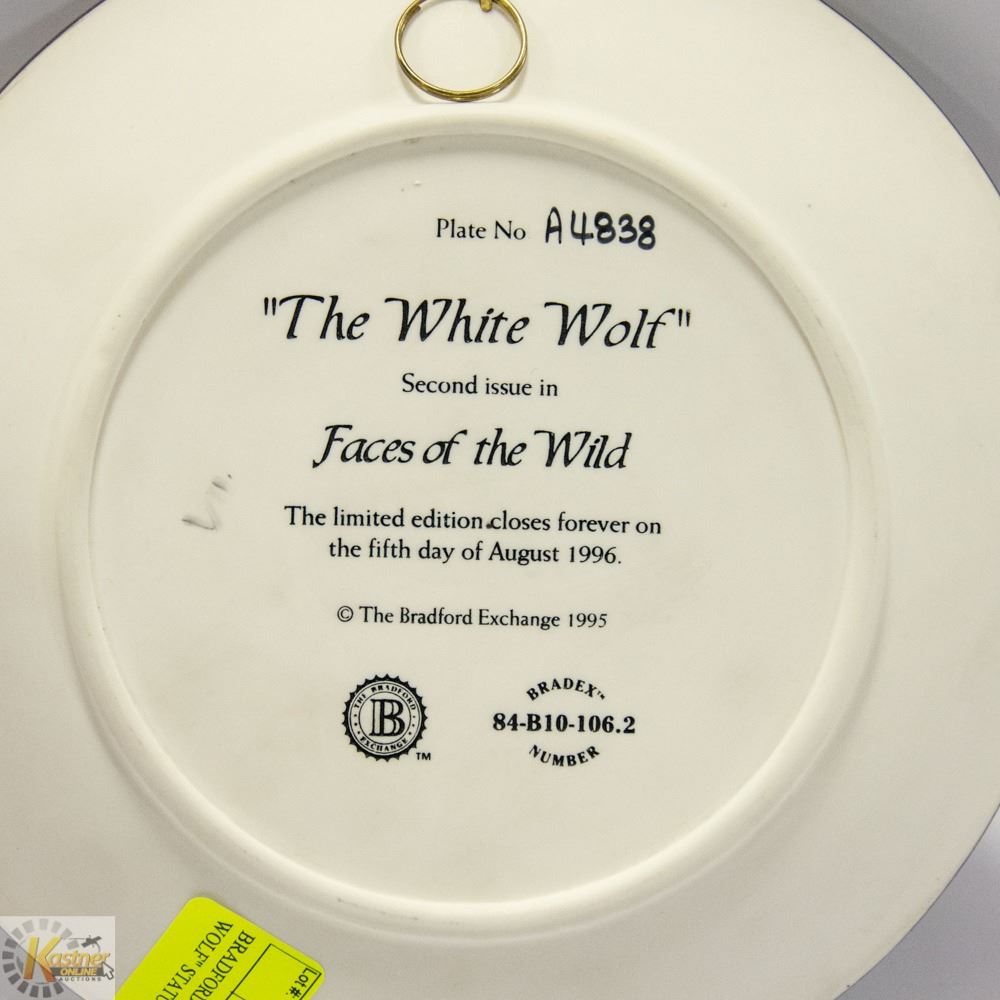 Plate No A4838
"The White Wolf"
Second issue in
Faces of the Wild
The limited edition closes forever on
the fifth day of August 1996.
© The Bradford Exchange 1995
THE BRADFORD
B
EXCHANGE
TM
BRADEX™
84-B10-106.2
NUMBER
Lot #
BRADFORD
WOLF"
Kastner
ONLINE
AUCTIONS